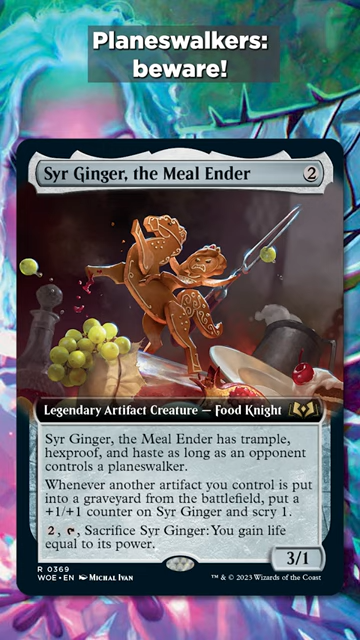 Planeswalkers:
beware!
Syr Ginger, the Meal Ender 2
Legendary Artifact Creature — Food Knight
Syr Ginger, the Meal Ender has trample,
hexproof, and haste as long as an opponent
controls a planeswalker.
Whenever another artifact you control is put
into a graveyard from the battlefield, put a
+1/+1 counter on Syr Ginger and scry 1.
2, T, Sacrifice Syr Ginger: You gain life
equal to its power.
3/1
R 0369
WOE • EN Michal Ivan
™ & © 2023 Wizards of the Coast